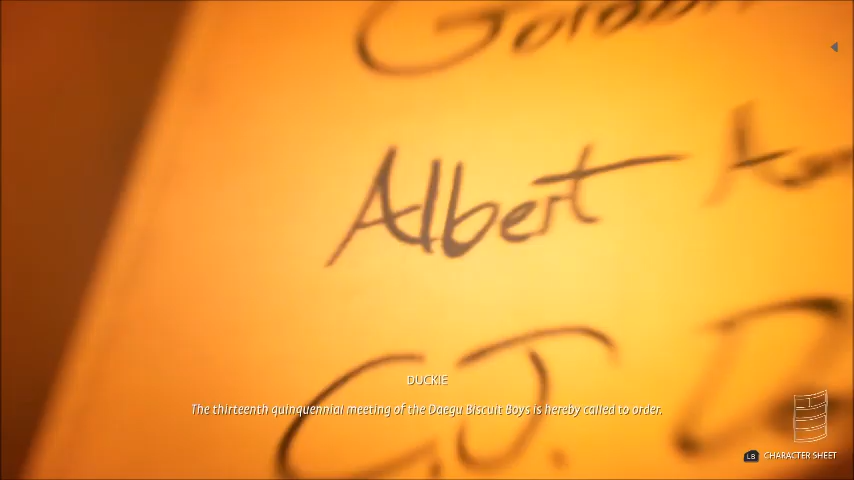 Albert
C.J.
DUCKIE
The thirteenth quinquennial meeting of the Daegu Biscuit Boys is hereby called to order.
LB CHARACTER SHEET